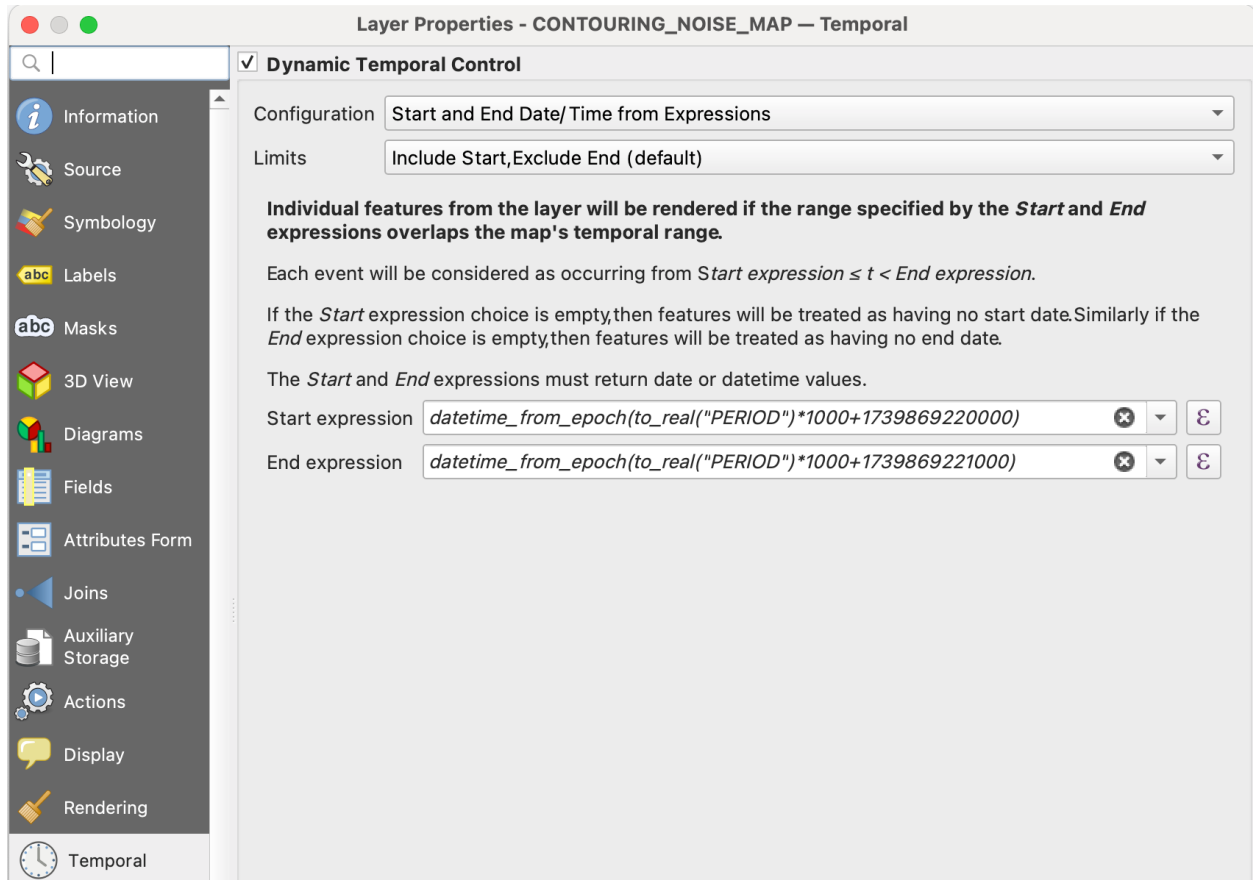 Layer Properties - CONTOURING_NOISE_MAP — Temporal
Dynamic Temporal Control
Information
Source
Symbology
abc Labels
abc Masks
3D View
Diagrams
Fields
Attributes Form
Joins
Auxiliary
Storage
Actions
Display
Rendering
Temporal
Configuration Start and End Date/Time from Expressions
Limits Include Start,Exclude End (default)
Individual features from the layer will be rendered if the range specified by the Start and End
expressions overlaps the map's temporal range.
Each event will be considered as occurring from Start expression ≤ t < End expression.
If the Start expression choice is empty,then features will be treated as having no start date.Similarly if the
End expression choice is empty,then features will be treated as having no end date.
The Start and End expressions must return date or datetime values.
Start expression datetime_from_epoch(to_real("PERIOD")*1000+1739869220000) ε
End expression datetime_from_epoch(to_real("PERIOD")*1000+1739869221000) ε